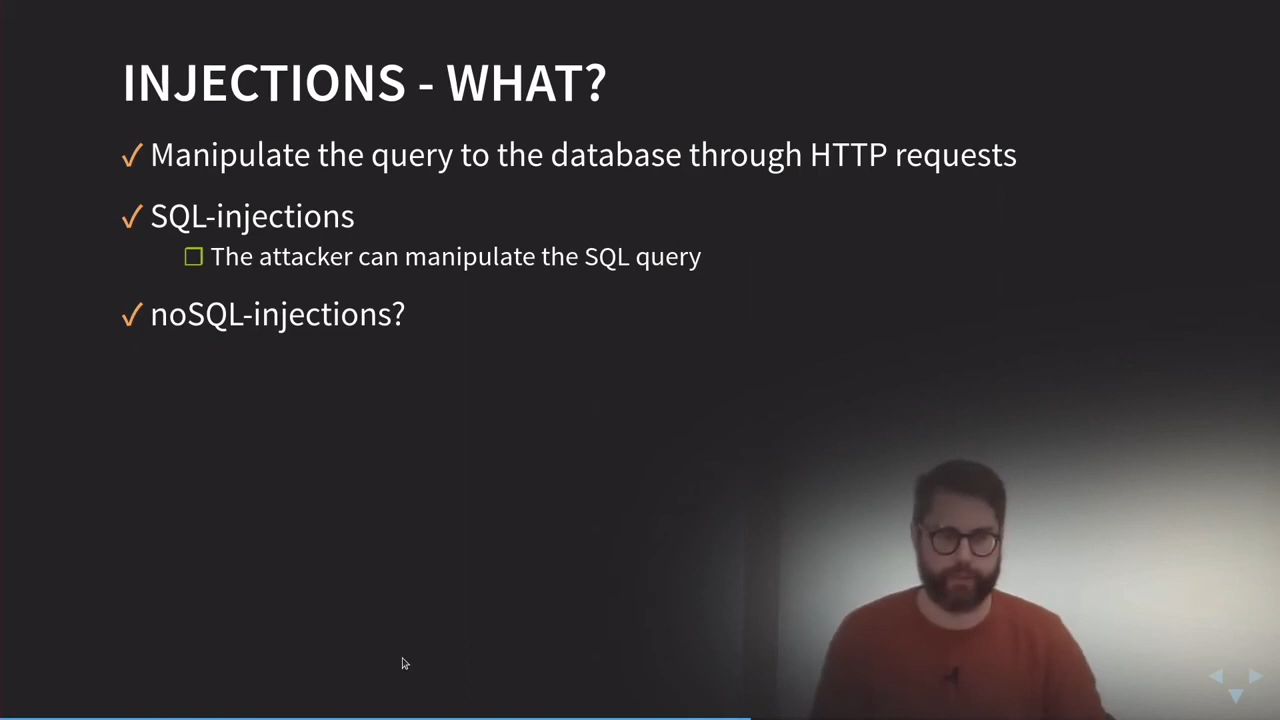 INJECTIONS - WHAT?
Manipulate the query to the database through HTTP requests
SQL-injections
The attacker can manipulate the SQL query
noSQL-injections?